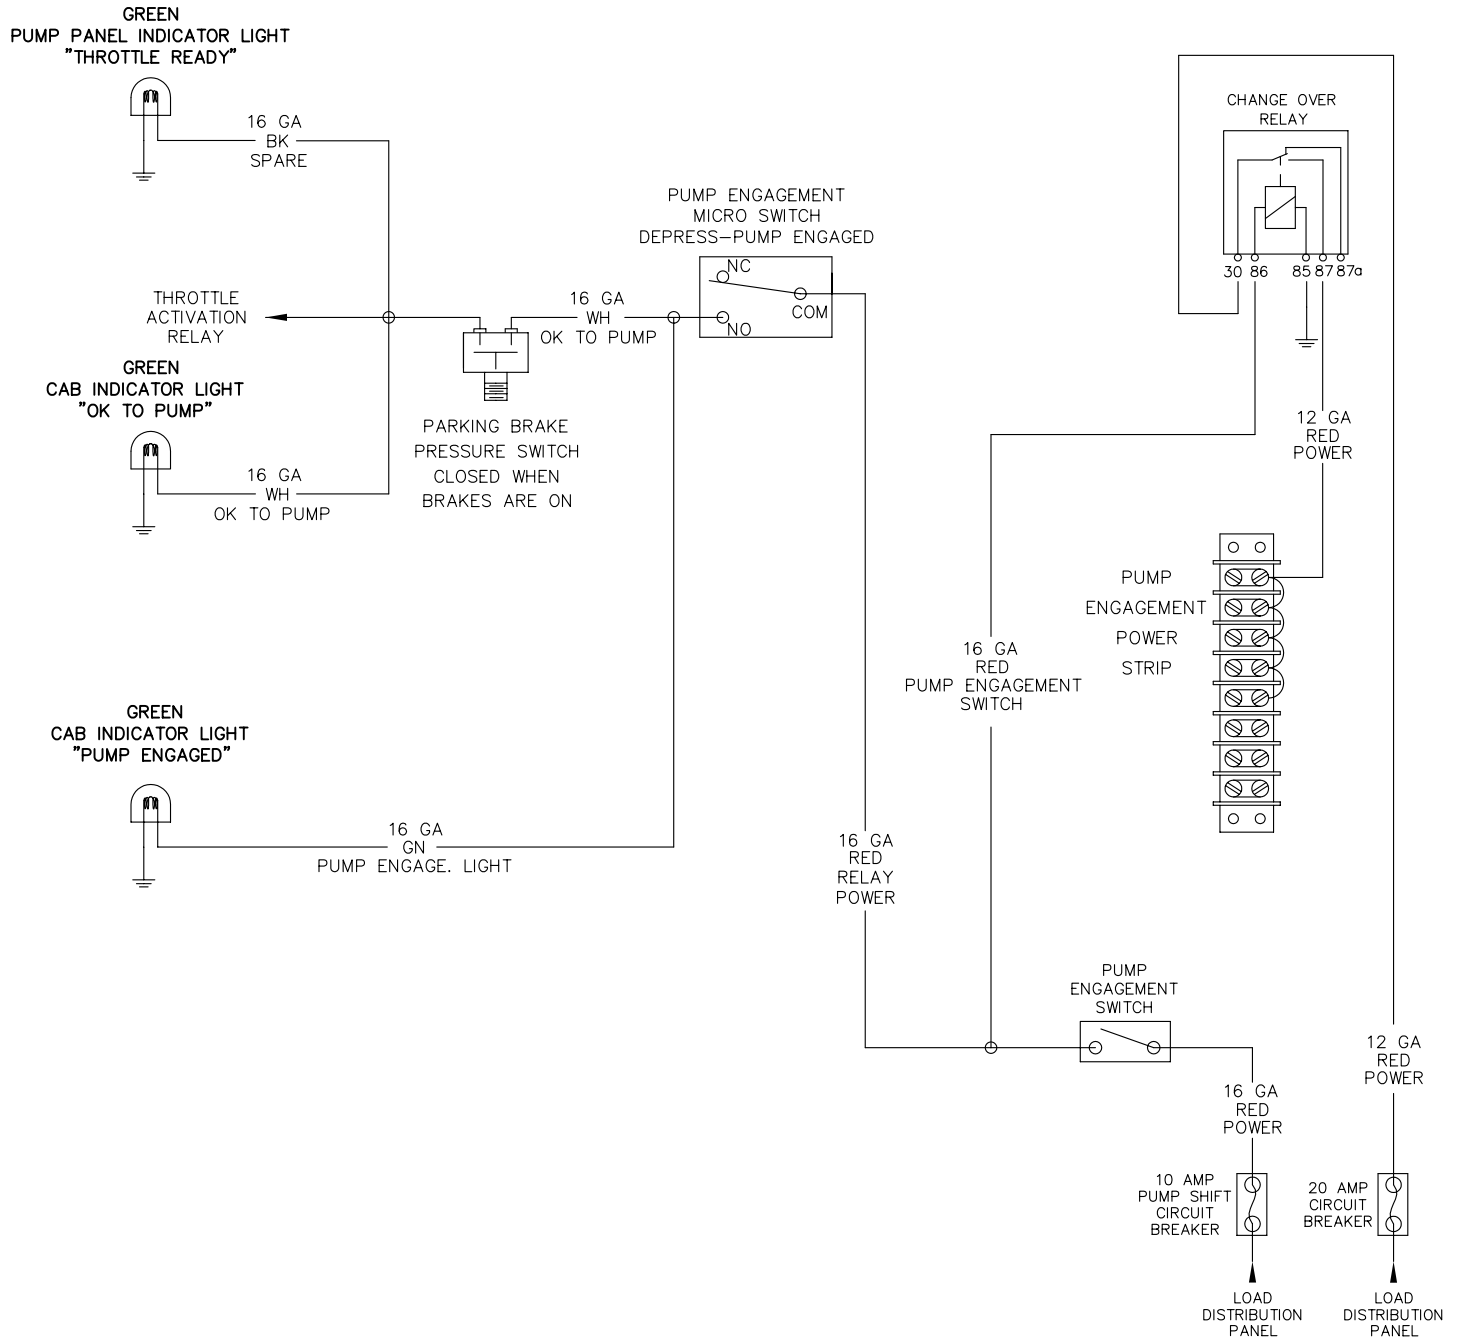 GREEN
PUMP PANEL INDICATOR LIGHT
"THROTTLE READY"
16 GA
BK
SPARE
CHANGE OVER
RELAY
30 86 85 87 87a
PUMP ENGAGEMENT
MICRO SWITCH
DEPRESS-PUMP ENGAGED
NC
COM
NO
THROTTLE
ACTIVATION
RELAY
16 GA
WH
OK TO PUMP
GREEN
CAB INDICATOR LIGHT
"OK TO PUMP"
16 GA
WH
OK TO PUMP
PARKING BRAKE
PRESSURE SWITCH
CLOSED WHEN
BRAKES ARE ON
12 GA
RED
POWER
PUMP
ENGAGEMENT
POWER
STRIP
16 GA
RED
PUMP ENGAGEMENT
SWITCH
GREEN
CAB INDICATOR LIGHT
"PUMP ENGAGED"
16 GA
GN
PUMP ENGAGE. LIGHT
16 GA
RED
RELAY
POWER
PUMP
ENGAGEMENT
SWITCH
16 GA
RED
POWER
12 GA
RED
POWER
10 AMP
PUMP SHIFT
CIRCUIT
BREAKER
20 AMP
CIRCUIT
BREAKER
LOAD
DISTRIBUTION
PANEL
LOAD
DISTRIBUTION
PANEL